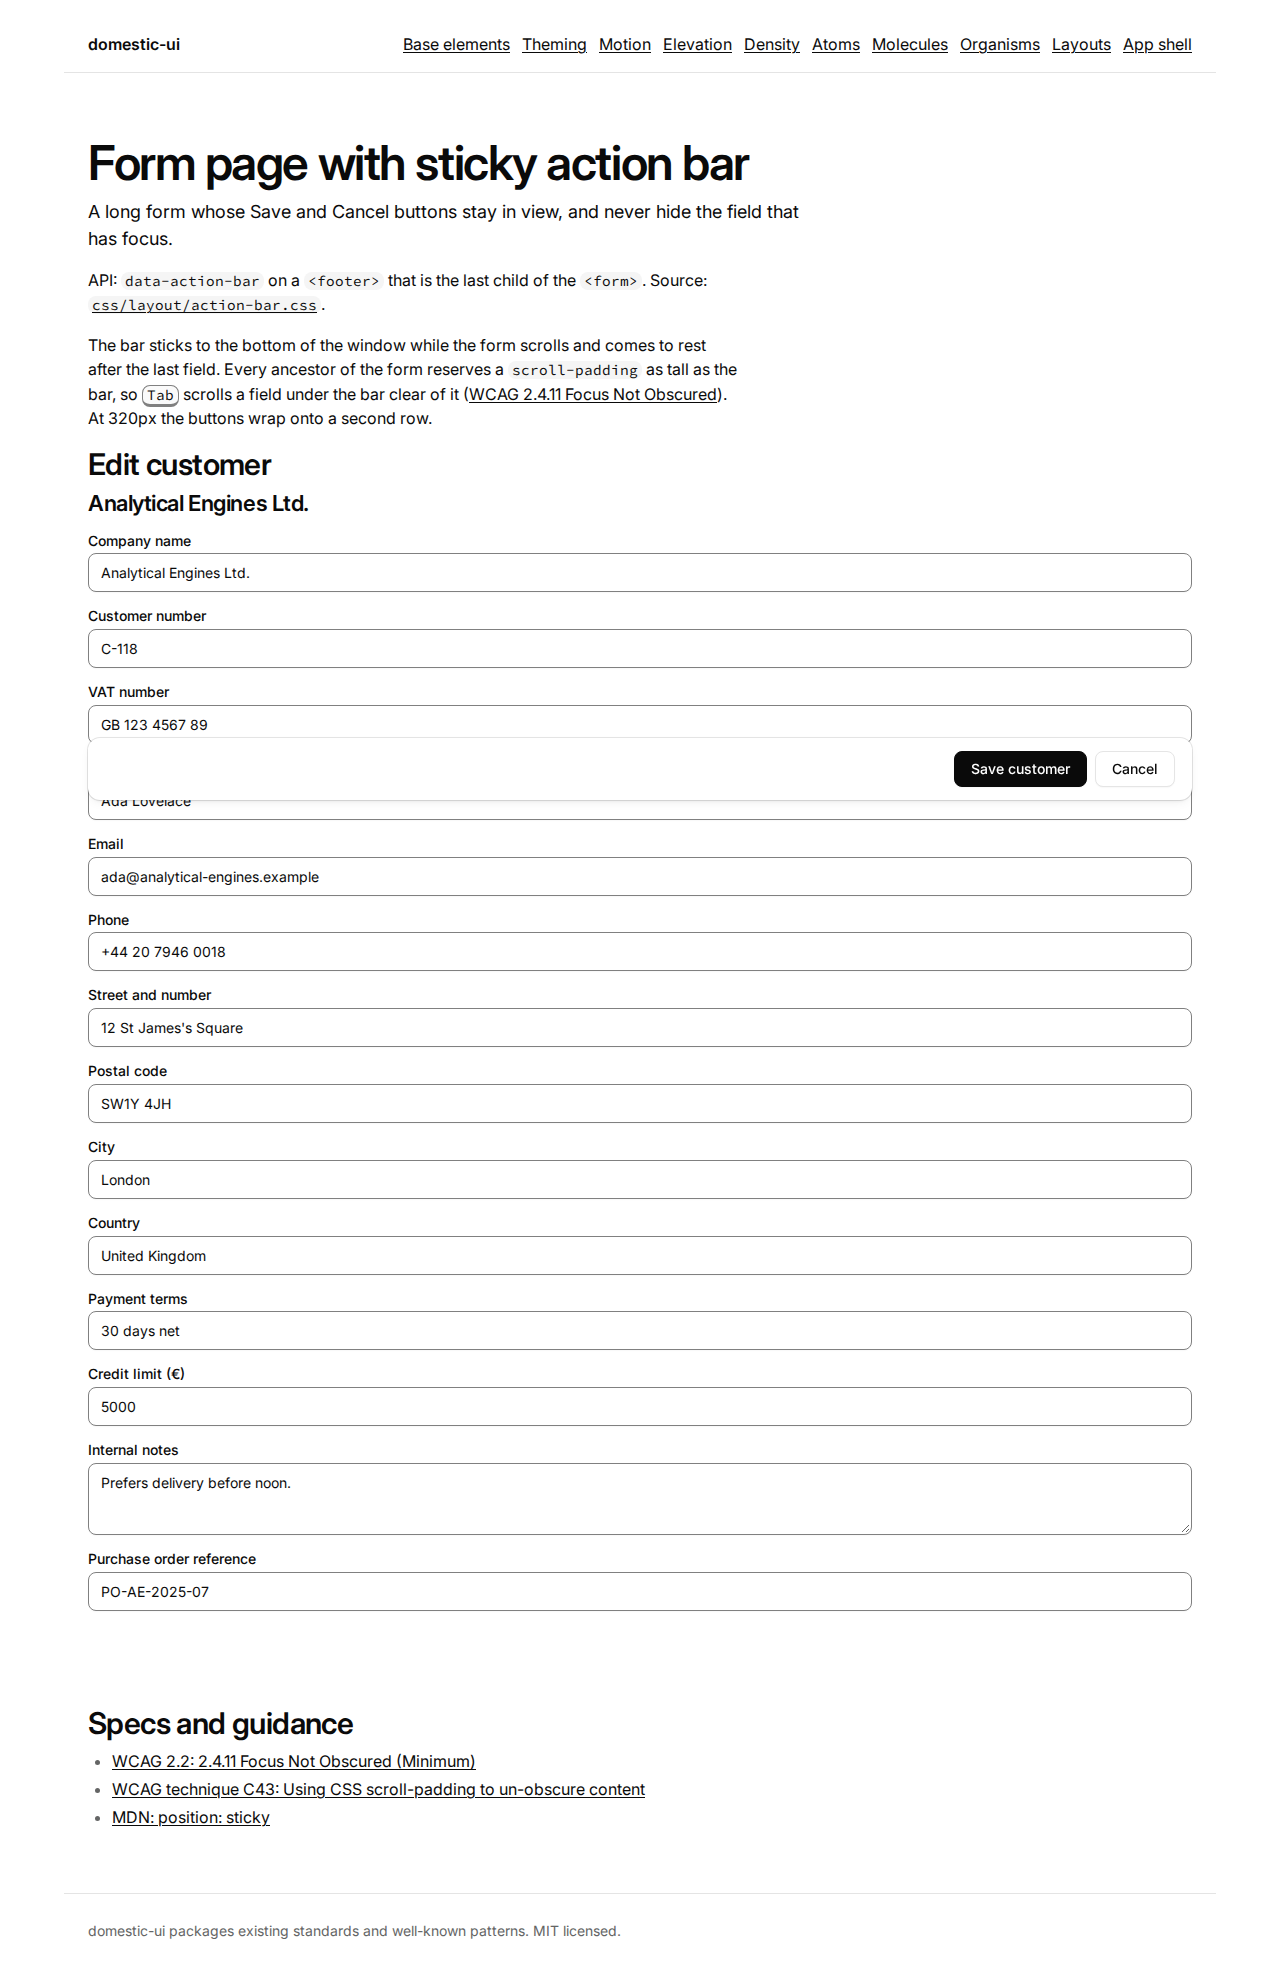 domestic-ui
Base elements Theming Motion Elevation Density Atoms Molecules Organisms Layouts App shell
Form page with sticky action bar
A long form whose Save and Cancel buttons stay in view, and never hide the field that
has focus.
API: data-action-bar on a <footer> that is the last child of the <form>. Source:
css/layout/action-bar.css.
The bar sticks to the bottom of the window while the form scrolls and comes to rest
after the last field. Every ancestor of the form reserves a scroll-padding as tall as the
bar, so Tab scrolls a field under the bar clear of it (WCAG 2.4.11 Focus Not Obscured).
At 320px the buttons wrap onto a second row.
Edit customer
Analytical Engines Ltd.
Company name
Analytical Engines Ltd.
Customer number
C-118
VAT number
GB 123 4567 89
Save customer Cancel
Ada Lovelace
Email
ada@analytical-engines.example
Phone
+44 20 7946 0018
Street and number
12 St James's Square
Postal code
SW1Y 4JH
City
London
Country
United Kingdom
Payment terms
30 days net
Credit limit (€)
5000
Internal notes
Prefers delivery before noon.
Purchase order reference
PO-AE-2025-07
Specs and guidance
WCAG 2.2: 2.4.11 Focus Not Obscured (Minimum)
WCAG technique C43: Using CSS scroll-padding to un-obscure content
MDN: position: sticky
domestic-ui packages existing standards and well-known patterns. MIT licensed.